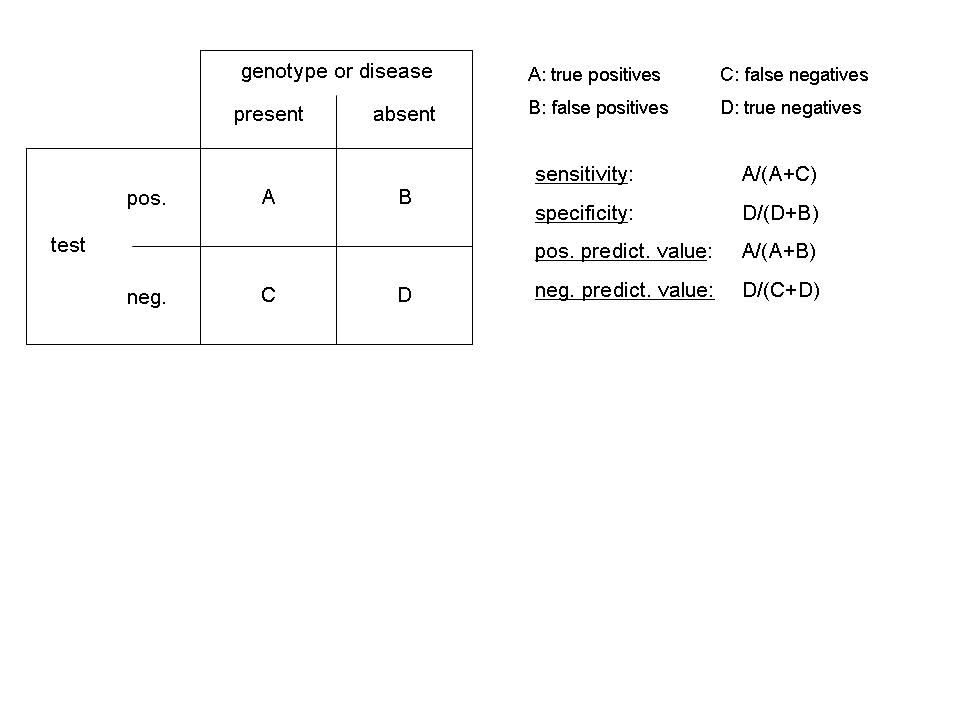 genotype or disease
present absent
pos. A B
test
neg. C D
A: true positives C: false negatives
B: false positives D: true negatives
sensitivity: A/(A+C)
specificity: D/(D+B)
pos. predict. value: A/(A+B)
neg. predict. value: D/(C+D)